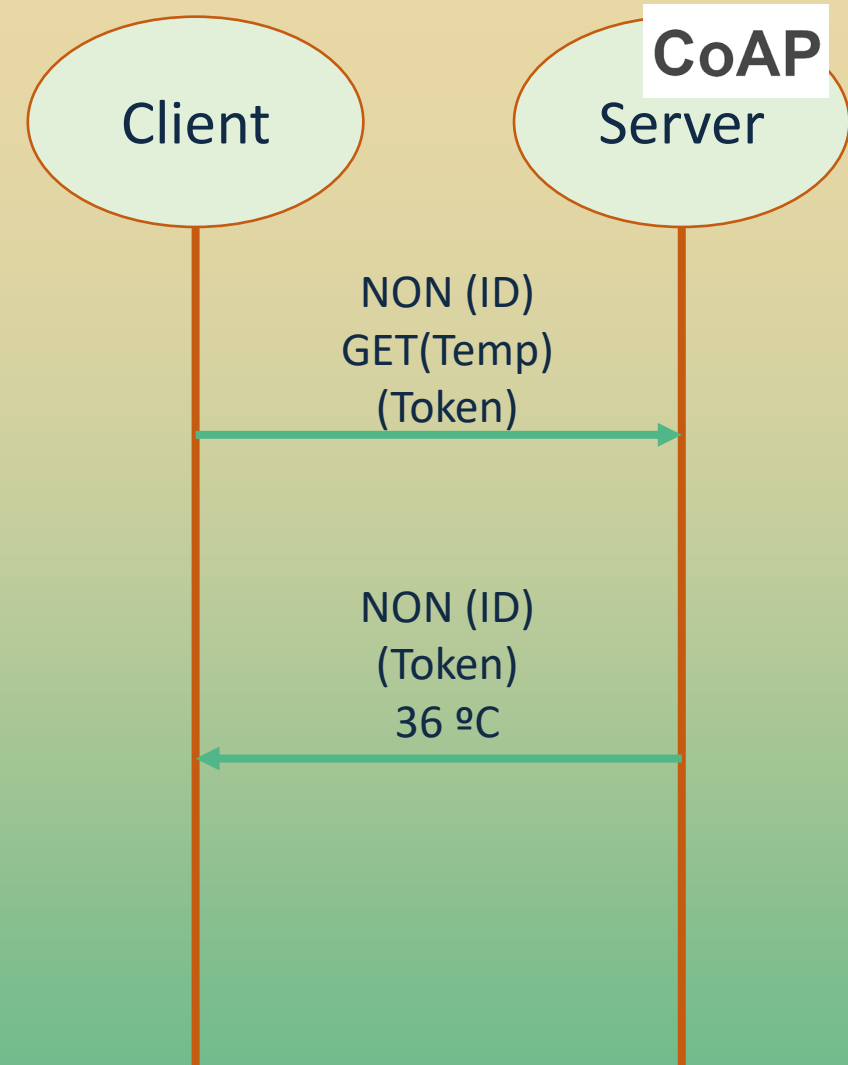 CoAP
Client
Server
NON (ID)
GET(Temp)
(Token)
NON (ID)
(Token)
36 ºC